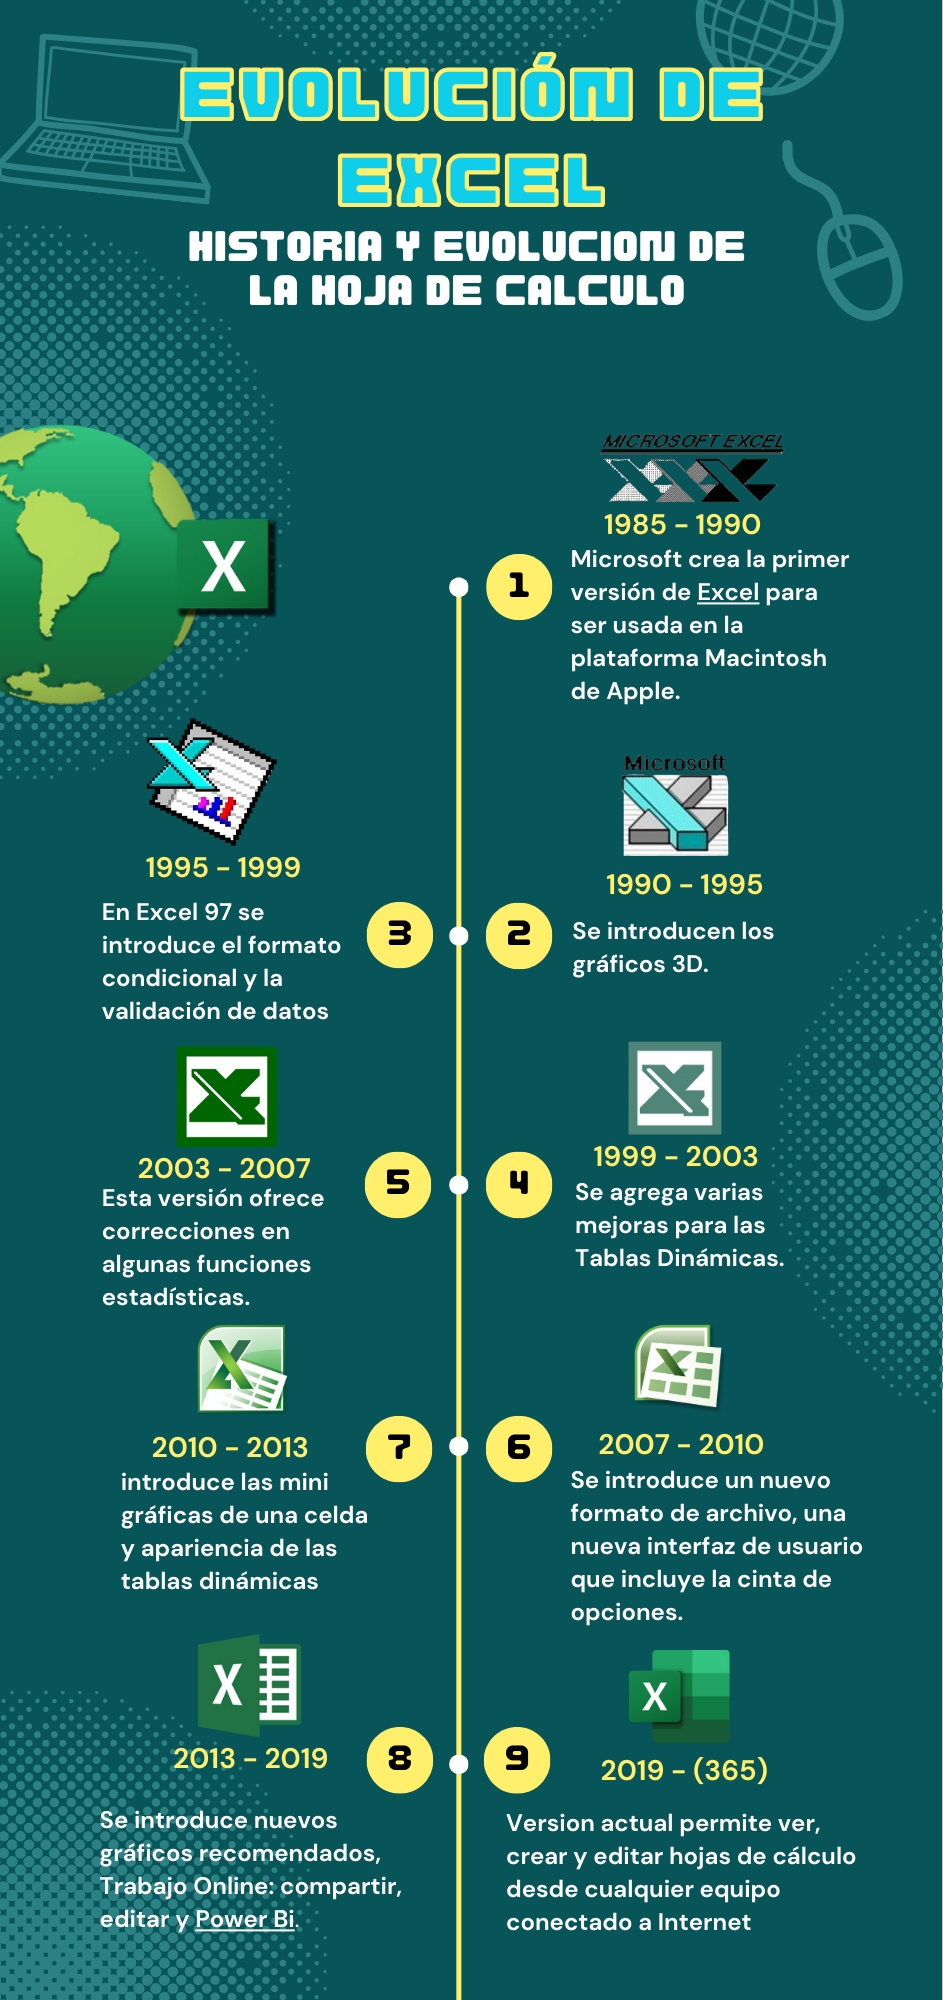 EVOLUCIÓN DE
EXCEL
HISTORIA Y EVOLUCION DE
LA HOJA DE CALCULO
X
MICROSOFT EXCEL
1985 - 1990
1
Microsoft crea la primer
versión de Excel para
ser usada en la
plataforma Macintosh
de Apple.
Microsoft
1990 - 1995
2
Se introducen los
gráficos 3D.
1995 - 1999
3
En Excel 97 se
introduce el formato
condicional y la
validación de datos
1999 - 2003
4
Se agrega varias
mejoras para las
Tablas Dinámicas.
2003 - 2007
5
Esta versión ofrece
correcciones en
algunas funciones
estadísticas.
2007 - 2010
6
Se introduce un nuevo
formato de archivo, una
nueva interfaz de usuario
que incluye la cinta de
opciones.
2010 - 2013
7
introduce las mini
gráficas de una celda
y apariencia de las
tablas dinámicas
X
2013 - 2019
8
Se introduce nuevos
gráficos recomendados,
Trabajo Online: compartir,
editar y Power Bi.
X
2019 - (365)
9
Version actual permite ver,
crear y editar hojas de cálculo
desde cualquier equipo
conectado a Internet